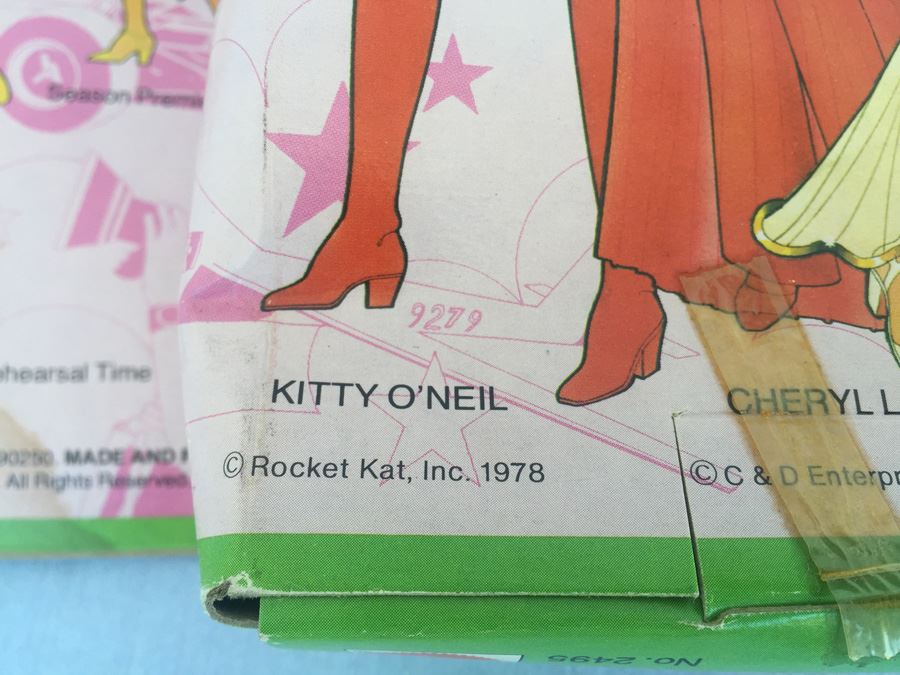 Season Premi
9279
ehearsal Time
KITTY O'NEIL
CHERYL L
© Rocket Kat, Inc. 1978
© C & D Enterpr
90250. MADE AND
All Rights Reserved.
No. 2495